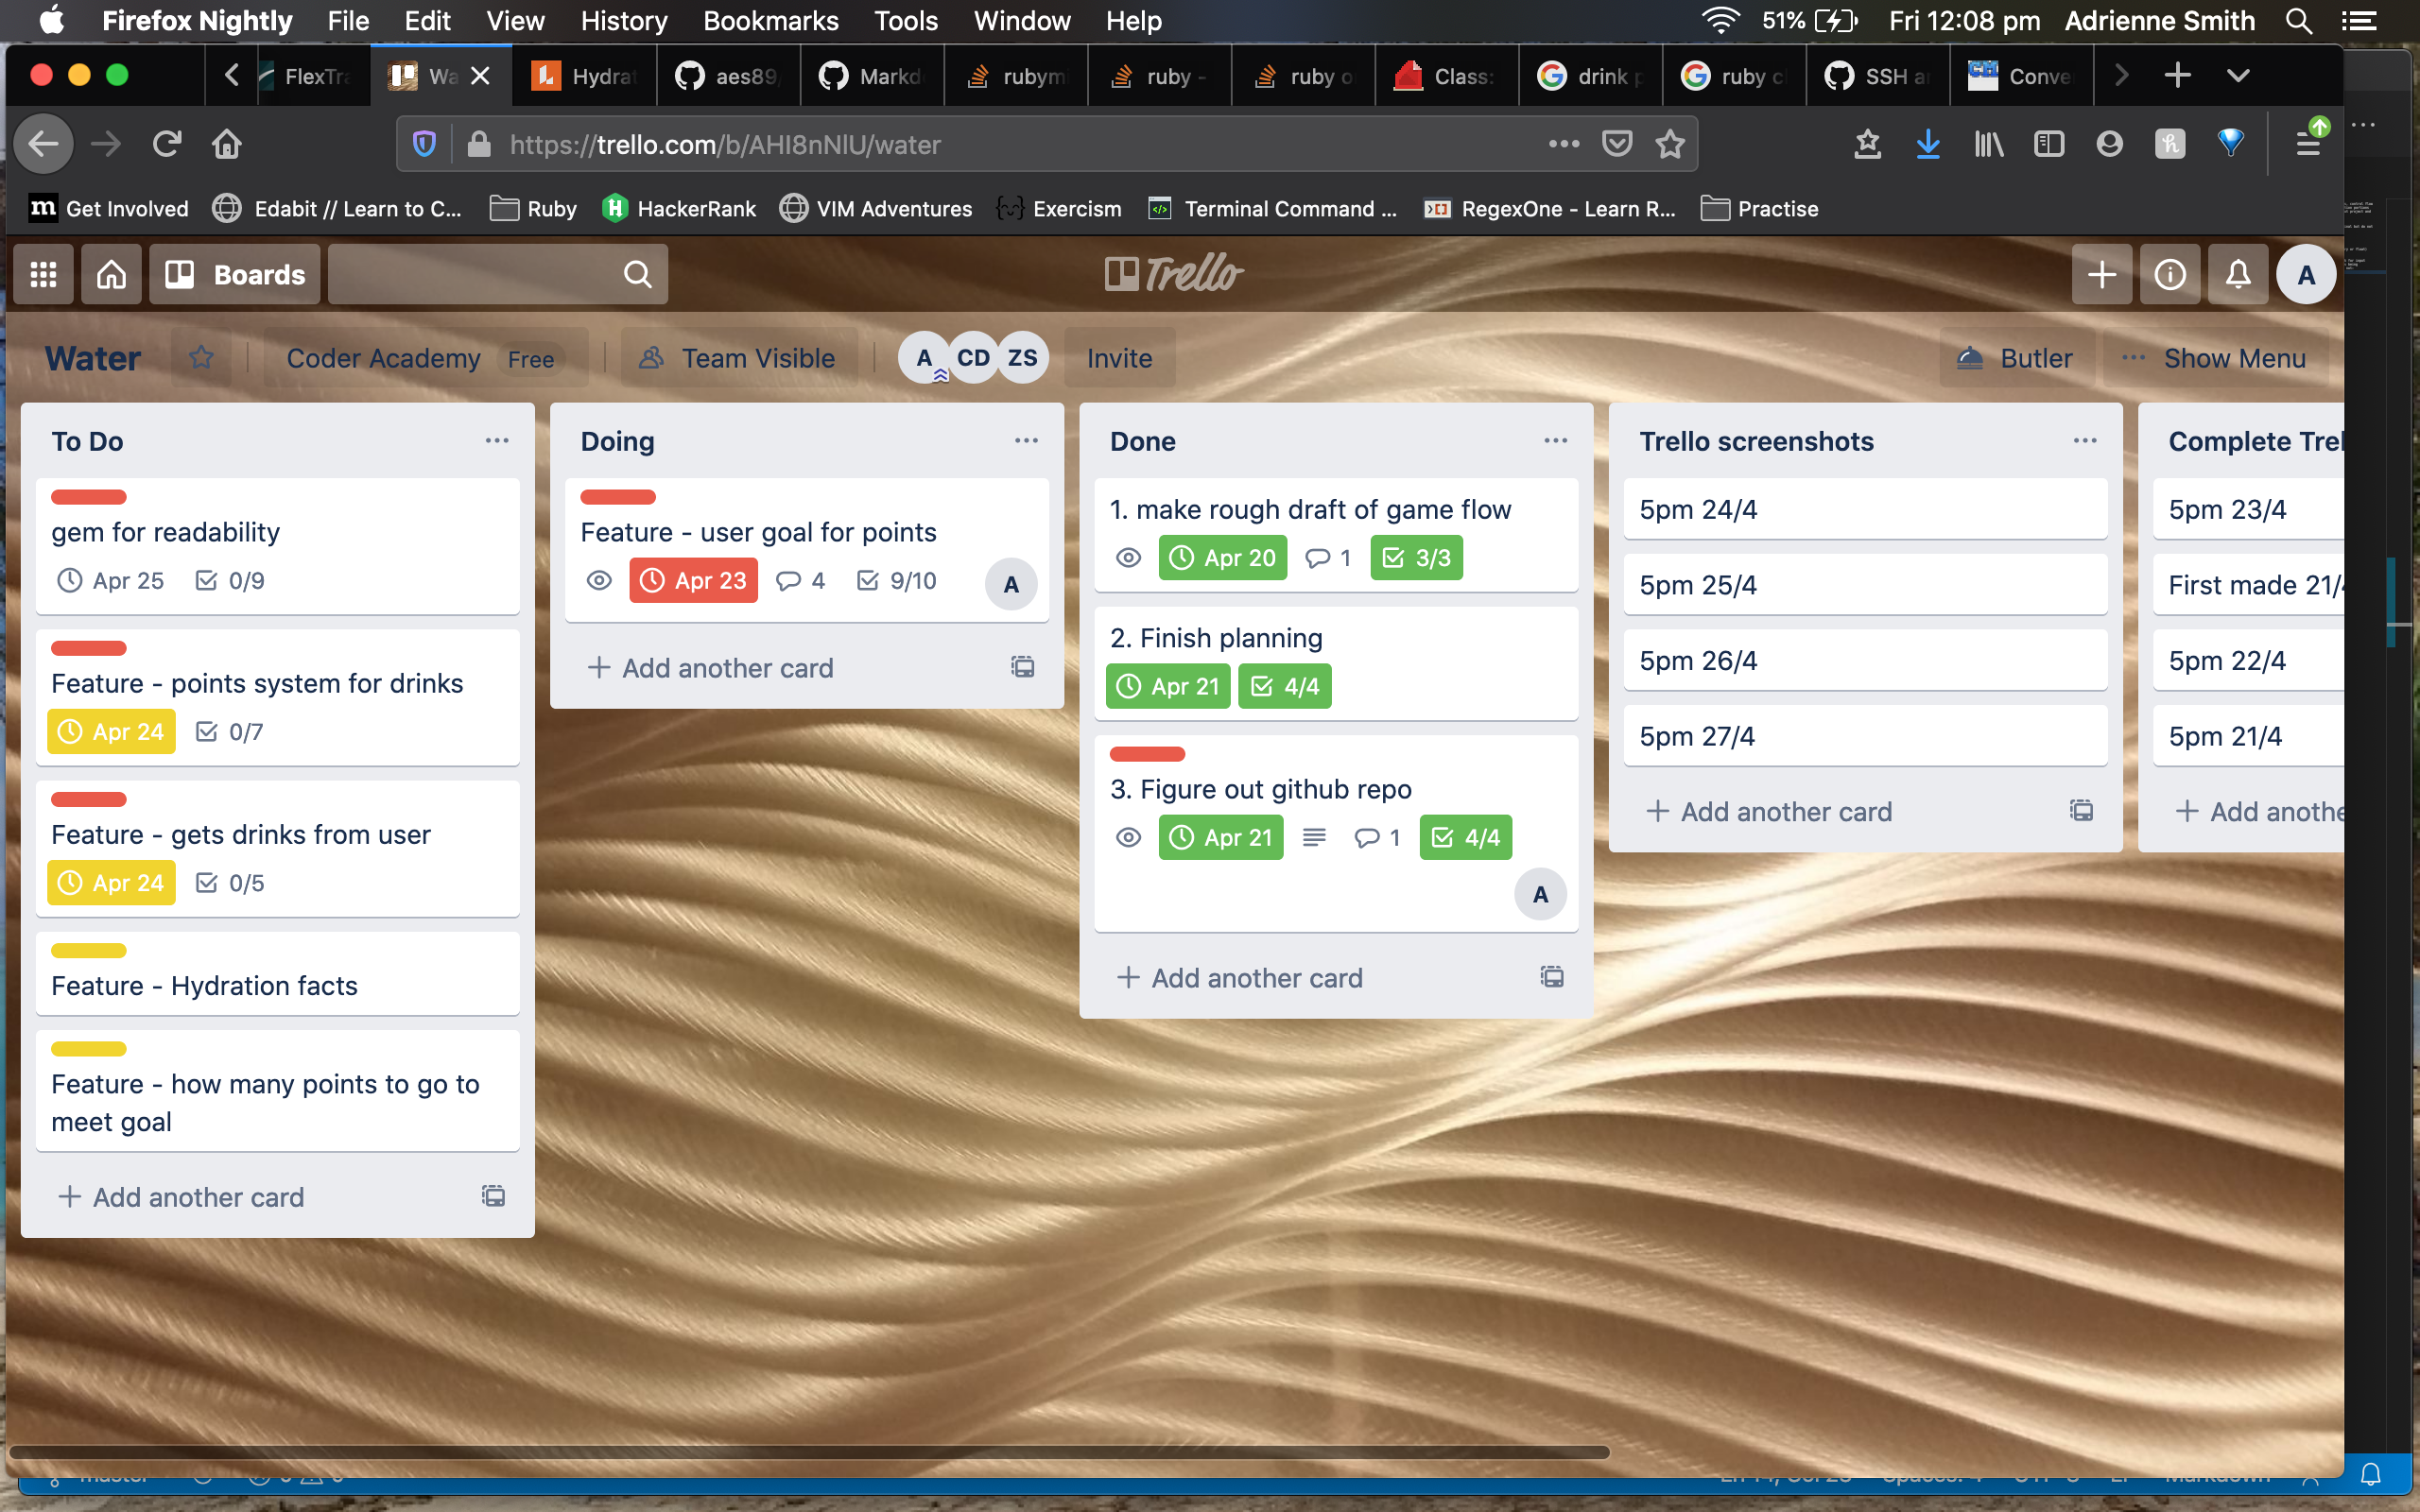 Firefox Nightly File Edit View History Bookmarks Tools Window Help 51% Fri 12:08 pm Adrienne Smith
FlexTra Wa Hydrat aes89 Markd rubymi ruby - ruby o Class: drink p ruby c SSH a Conve
https://trello.com/b/AHI8nNlU/water
Get Involved Edabit // Learn to C... Ruby HackerRank VIM Adventures Exercism Terminal Command ... RegexOne - Learn R... Practise
Boards Trello A
Water Coder Academy Free Team Visible A CD ZS Invite Butler Show Menu
To Do
gem for readability
Apr 25 0/9
Feature - points system for drinks
Apr 24 0/7
Feature - gets drinks from user
Apr 24 0/5
Feature - Hydration facts
Feature - how many points to go to
meet goal
Add another card
Doing
Feature - user goal for points
Apr 23 4 9/10 A
Add another card
Done
1. make rough draft of game flow
Apr 20 1 3/3
2. Finish planning
Apr 21 4/4
3. Figure out github repo
Apr 21 1 4/4
A
Add another card
Trello screenshots
5pm 24/4
5pm 25/4
5pm 26/4
5pm 27/4
Add another card
Complete Trel
5pm 23/4
First made 21/4
5pm 22/4
5pm 21/4
Add anothe